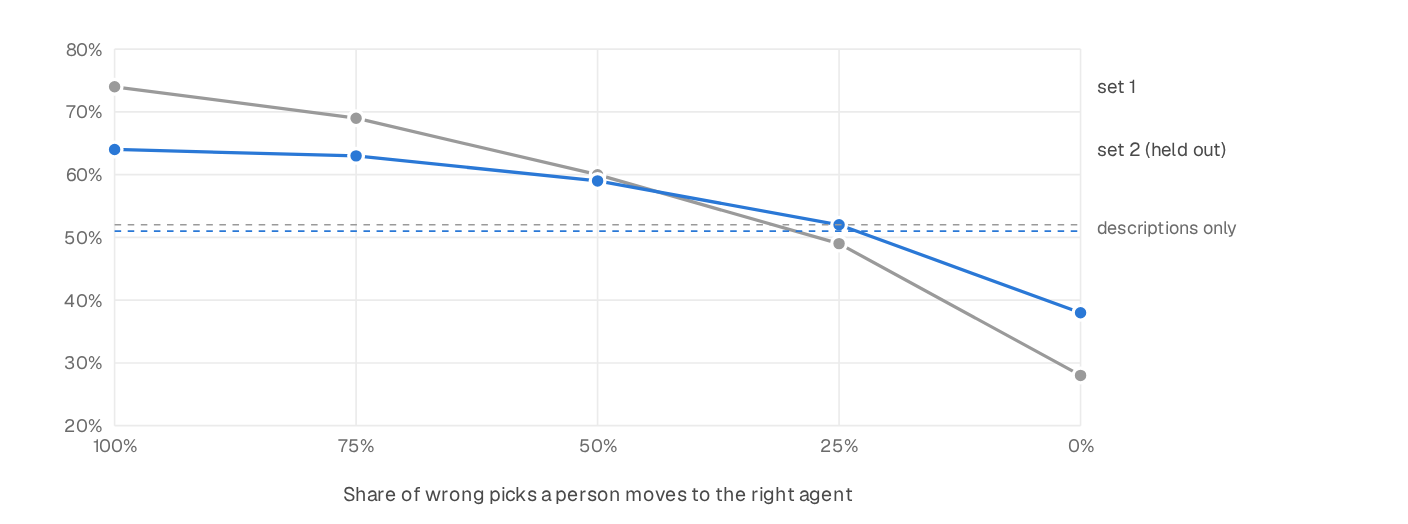 80%
set 1
70%
set 2 (held out)
60%
descriptions only
50%
40%
30%
20%
100% 75% 50% 25% 0%
Share of wrong picks a person moves to the right agent